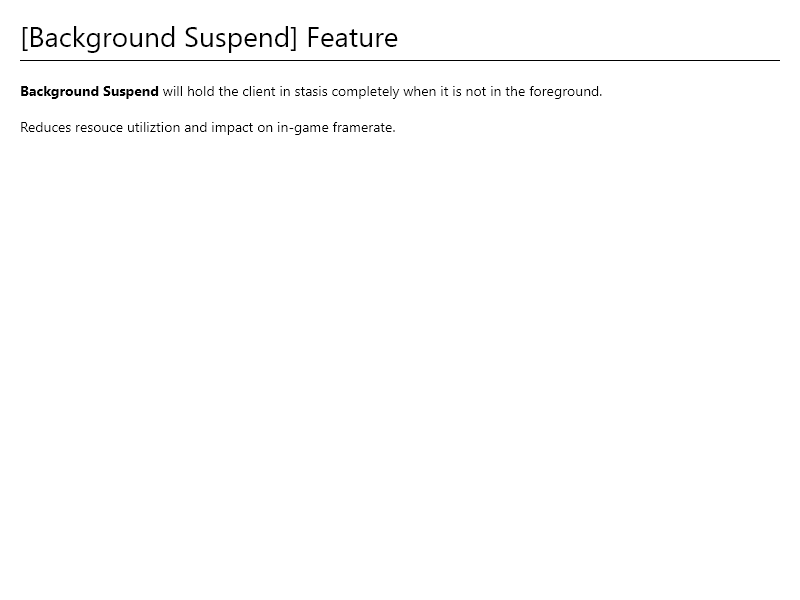 [Background Suspend] Feature
Background Suspend will hold the client in stasis completely when it is not in the foreground.
Reduces resouce utiliztion and impact on in-game framerate.